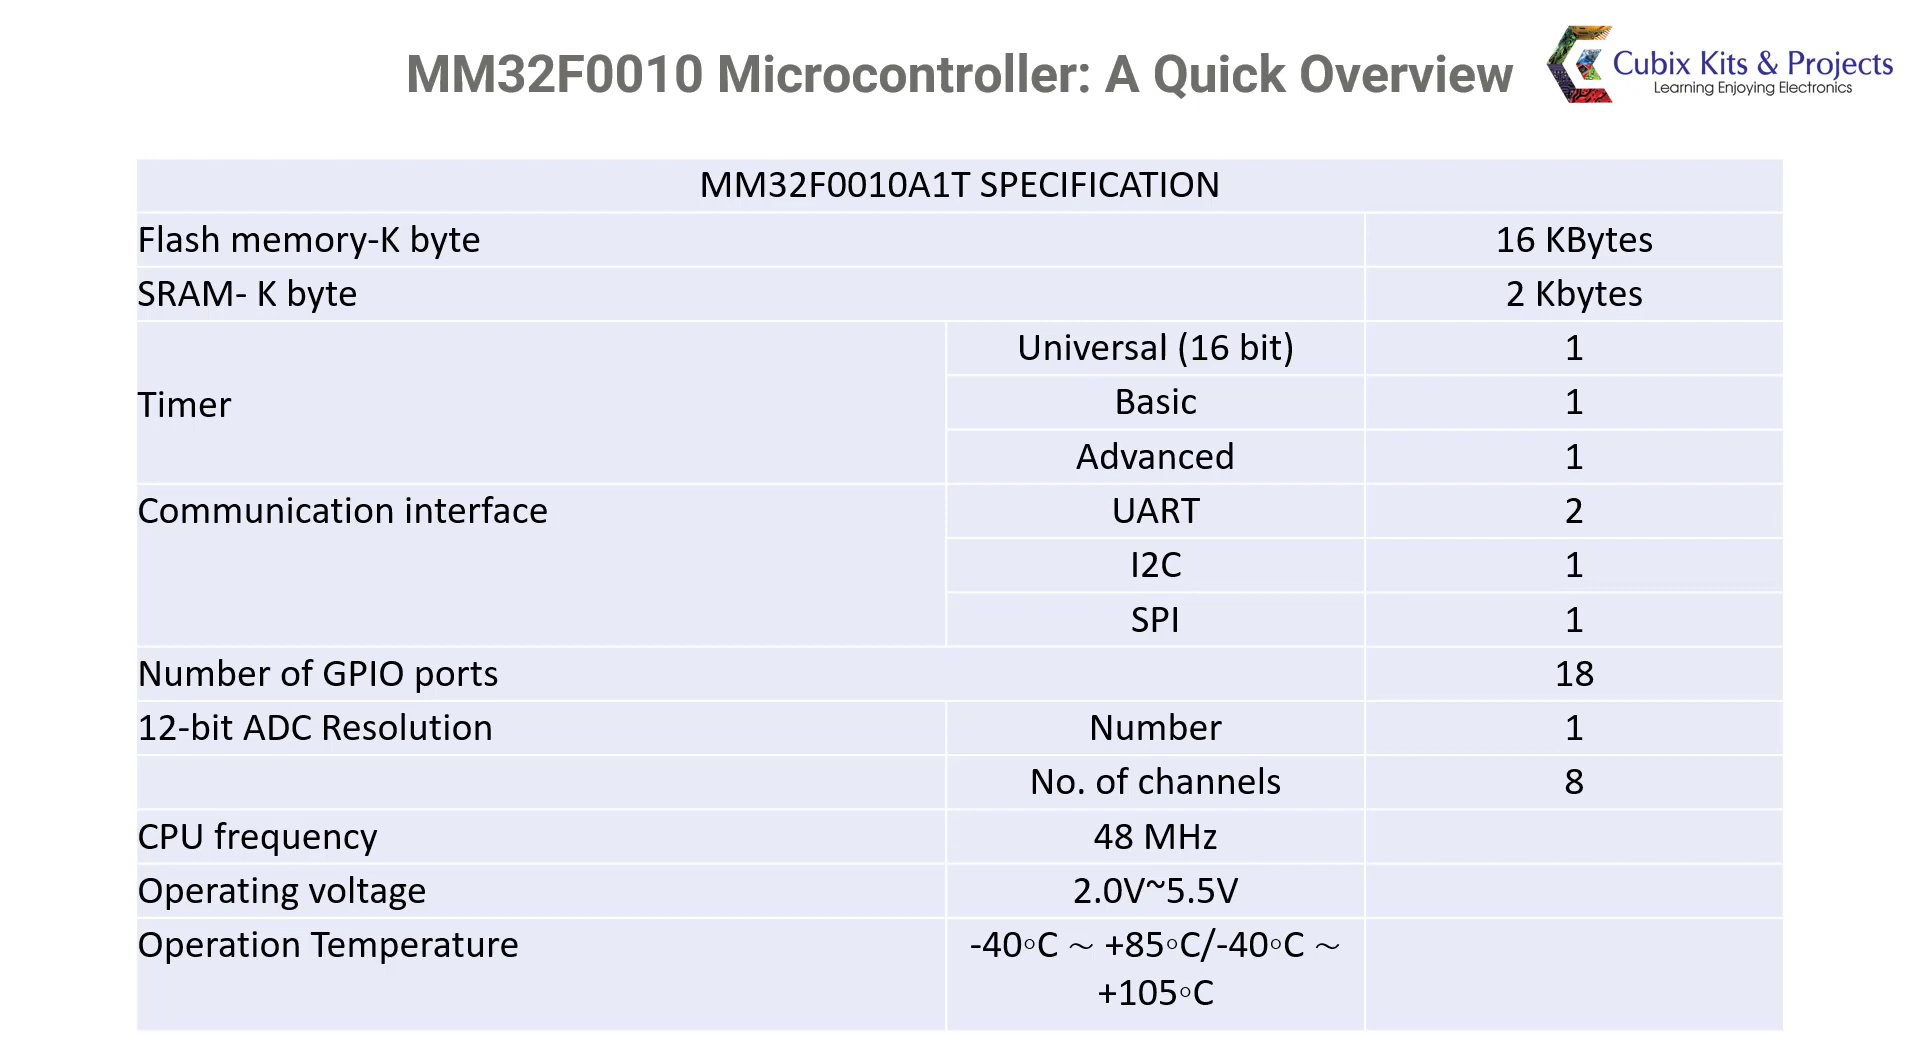 MM32F0010 Microcontroller: A Quick Overview
Cubix Kits & Projects
Learning Enjoying Electronics
MM32F0010A1T SPECIFICATION
Flash memory-K byte 16 KBytes
SRAM- K byte 2 Kbytes
Timer
Universal (16 bit) 1
Basic 1
Advanced 1
Communication interface UART 2
I2C 1
SPI 1
Number of GPIO ports 18
12-bit ADC Resolution Number 1
No. of channels 8
CPU frequency 48 MHz
Operating voltage 2.0V~5.5V
Operation Temperature -40◦C ~ +85◦C/-40◦C ~
+105◦C